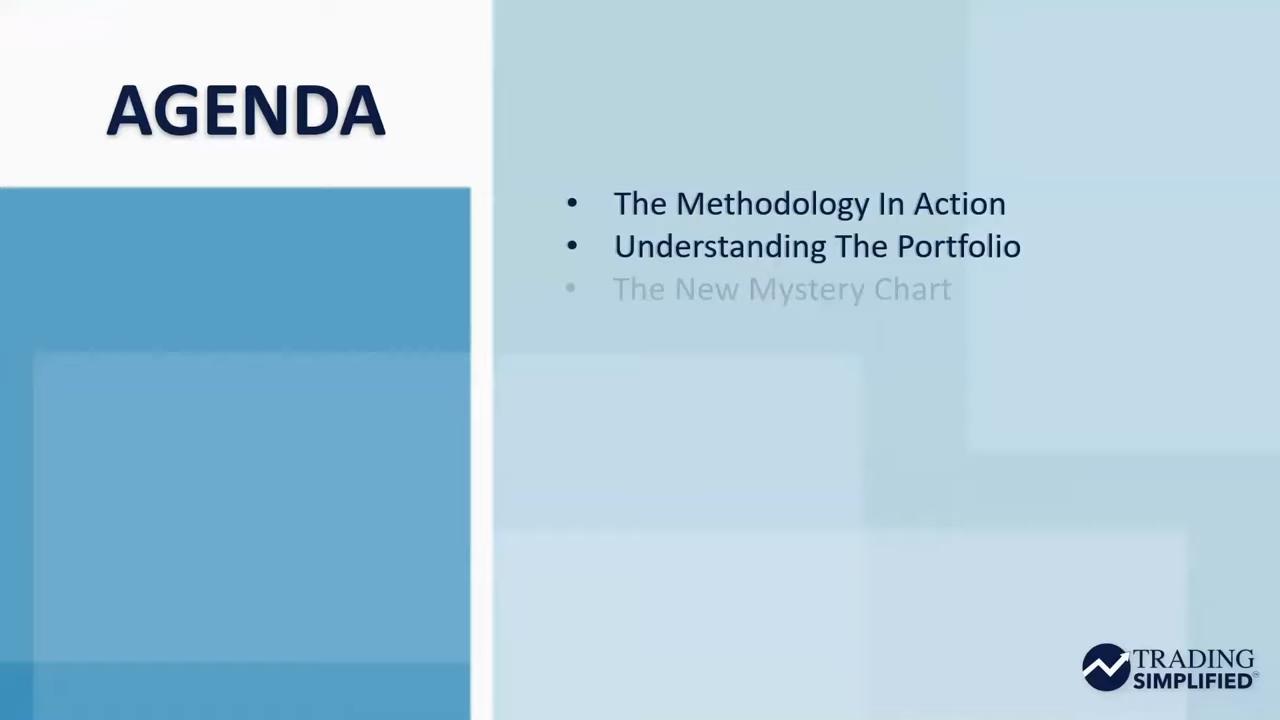 AGENDA
• The Methodology In Action
• Understanding The Portfolio
• The New Mystery Chart
TRADING
SIMPLIFIED